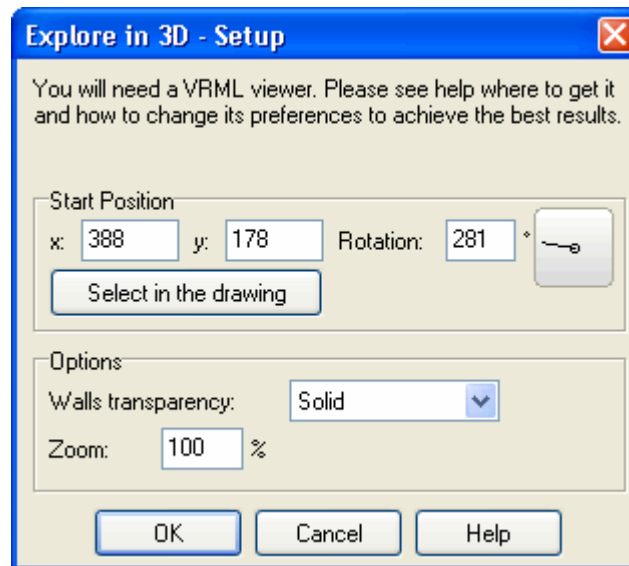 Explore in 3D - Setup
You will need a VRML viewer. Please see help where to get it
and how to change its preferences to achieve the best results.
Start Position
x: 388 y: 178 Rotation: 281 °
Select in the drawing
Options
Walls transparency: Solid
Zoom: 100 %
OK Cancel Help